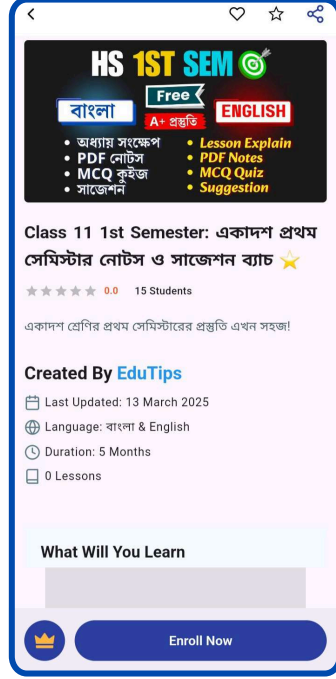 HS 1ST SEM
Free
বাংলা
A+ প্রস্তুতি
ENGLISH
• অধ্যায় সংক্ষেপ
• PDF নোটস
• MCQ কুইজ
• সাজেশন
• Lesson Explain
• PDF Notes
• MCQ Quiz
• Suggestion
Class 11 1st Semester: একাদশ প্রথম
সেমিস্টার নোটস ও সাজেশন ব্যাচ ⭐
0.0 15 Students
একাদশ শ্রেণির প্রথম সেমিস্টারের প্রস্তুতি এখন সহজ!
Created By EduTips
Last Updated: 13 March 2025
Language: বাংলা & English
Duration: 5 Months
0 Lessons
What Will You Learn
Enroll Now